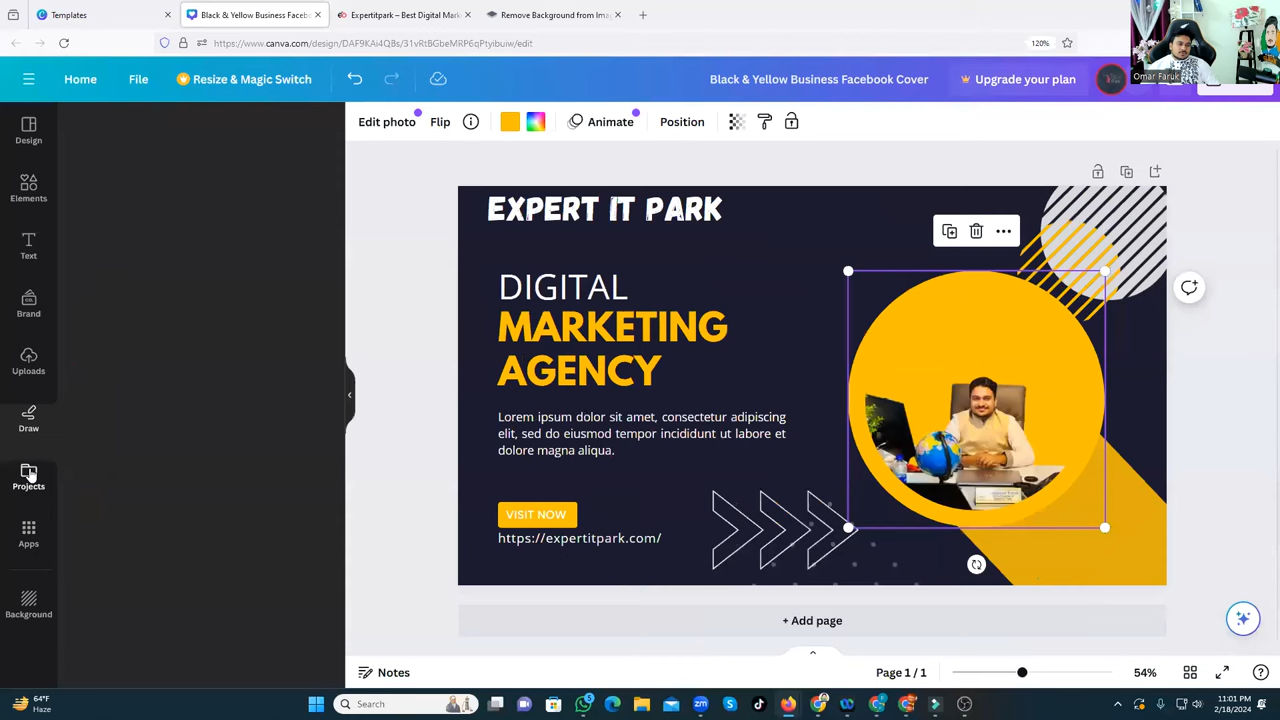 Templates
Black & Yellow Business Facebo
Expertitpark – Best Digital Mark
Remove Background from Ima
https://www.canva.com/design/
120%
Omar Faruk
Home
File
Resize & Magic Switch
Black & Yellow Business Facebook Cover
Upgrade your plan
Edit photo
Flip
Animate
Position
Design
Elements
Text
Brand
Uploads
Draw
Projects
Apps
Background
EXPERT IT PARK
DIGITAL
MARKETING
AGENCY
Lorem ipsum dolor sit amet, consectetur adipiscing
elit, sed do eiusmod tempor incididunt ut labore et
dolore magna aliqua.
VISIT NOW
https://expertitpark.com/
+ Add page
Notes
Page 1 / 1
54%
64°F
Haze
Search
11:01 PM
2/18/2024